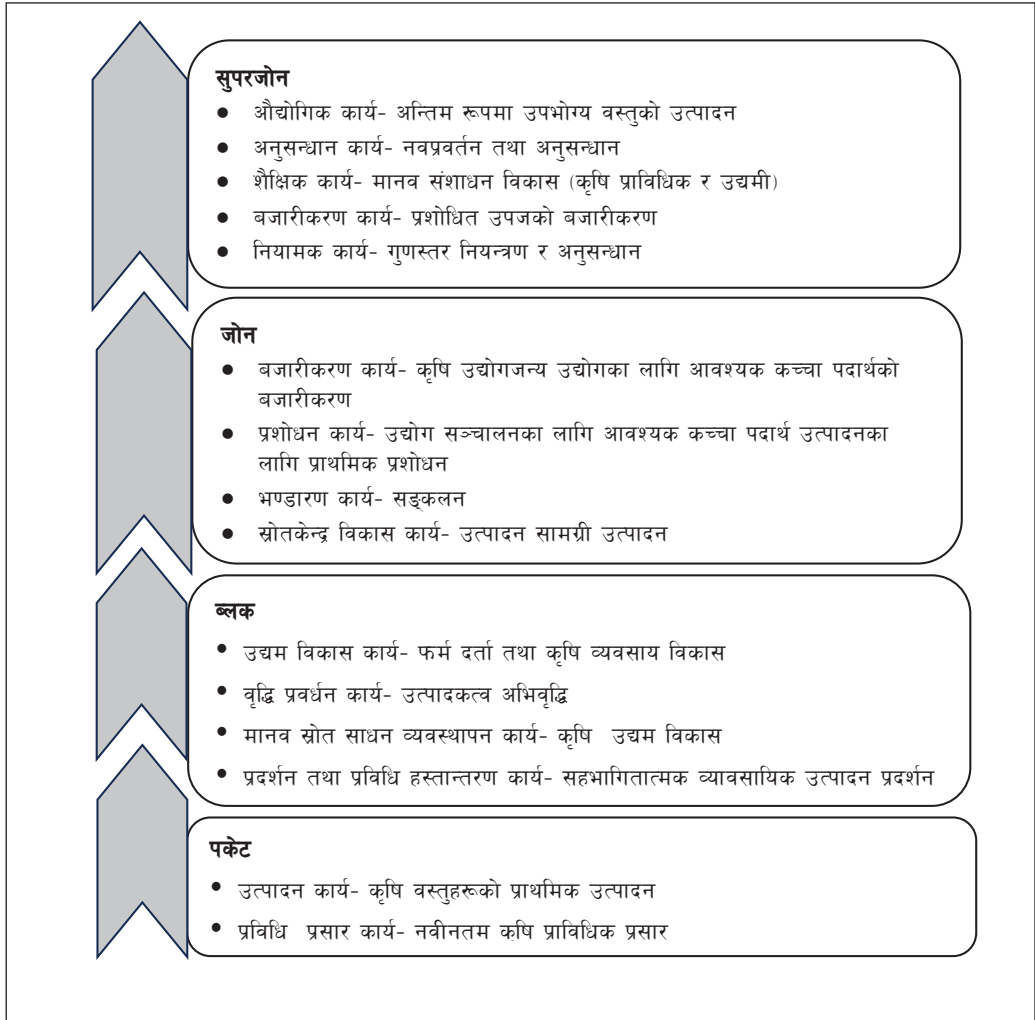 सुपरजोन
● औद्योगिक कार्य- अन्तिम रूपमा उपभोग्य वस्तुको उत्पादन
● अनुसन्धान कार्य- नवप्रवर्तन तथा अनुसन्धान
● शैक्षिक कार्य- मानव संशाधन विकास (कृषि प्राविधिक र उद्यमी)
● बजारीकरण कार्य- प्रशोधित उपजको बजारीकरण
● नियामक कार्य- गुणस्तर नियन्त्रण र अनुसन्धान
जोन
● बजारीकरण कार्य- कृषि उद्योगजन्य उद्योगका लागि आवश्यक कच्चा पदार्थको
बजारीकरण
● प्रशोधन कार्य- उद्योग सञ्चालनका लागि आवश्यक कच्चा पदार्थ उत्पादनका
लागि प्राथमिक प्रशोधन
● भण्डारण कार्य- सङ्कलन
● स्रोतकेन्द्र विकास कार्य- उत्पादन सामग्री उत्पादन
ब्लक
• उद्यम विकास कार्य- फर्म दर्ता तथा कृषि व्यवसाय विकास
• वृद्धि प्रवर्धन कार्य- उत्पादकत्व अभिवृद्धि
• मानव स्रोत साधन व्यवस्थापन कार्य- कृषि उद्यम विकास
• प्रदर्शन तथा प्रविधि हस्तान्तरण कार्य- सहभागितात्मक व्यावसायिक उत्पादन प्रदर्शन
पकेट
• उत्पादन कार्य- कृषि वस्तुहरूको प्राथमिक उत्पादन
• प्रविधि प्रसार कार्य- नवीनतम कृषि प्राविधिक प्रसार